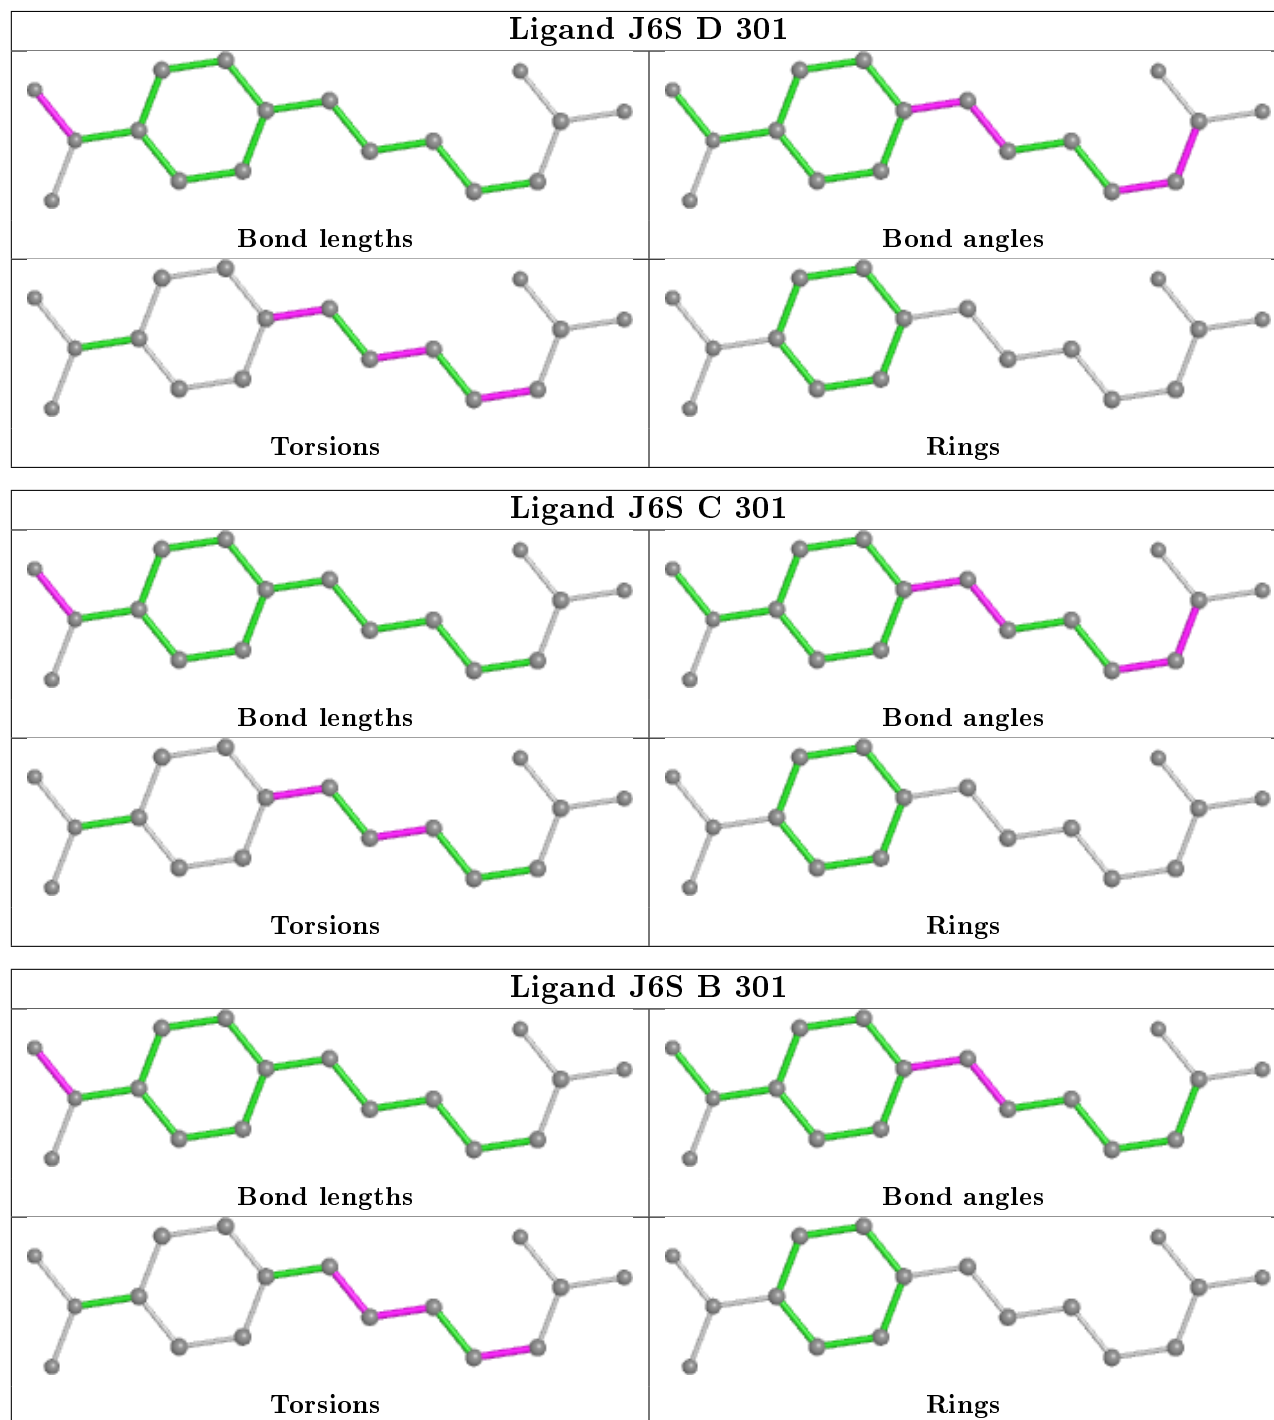 Ligand J6S D 301
Bond lengths
Bond angles
Torsions
Rings
Ligand J6S C 301
Bond lengths
Bond angles
Torsions
Rings
Ligand J6S B 301
Bond lengths
Bond angles
Torsions
Rings